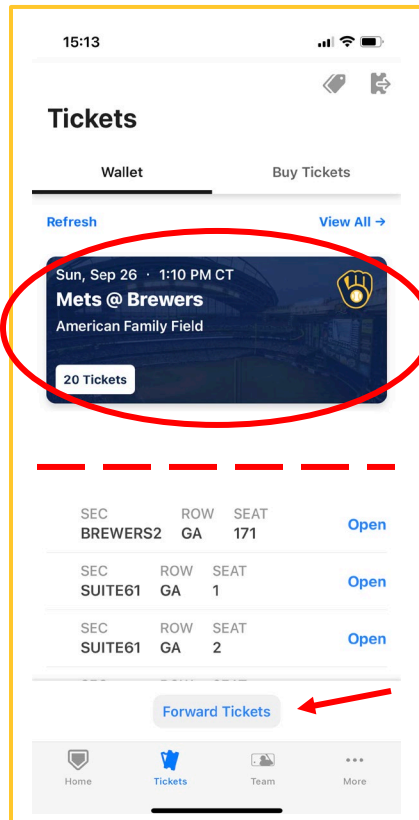 15:13
Tickets
Wallet Buy Tickets
Refresh View All →
Sun, Sep 26 · 1:10 PM CT
Mets @ Brewers
American Family Field
20 Tickets
SEC ROW SEAT
BREWERS2 GA 171 Open
SEC ROW SEAT
SUITE61 GA 1 Open
SEC ROW SEAT
SUITE61 GA 2 Open
Forward Tickets
Home Tickets Team More